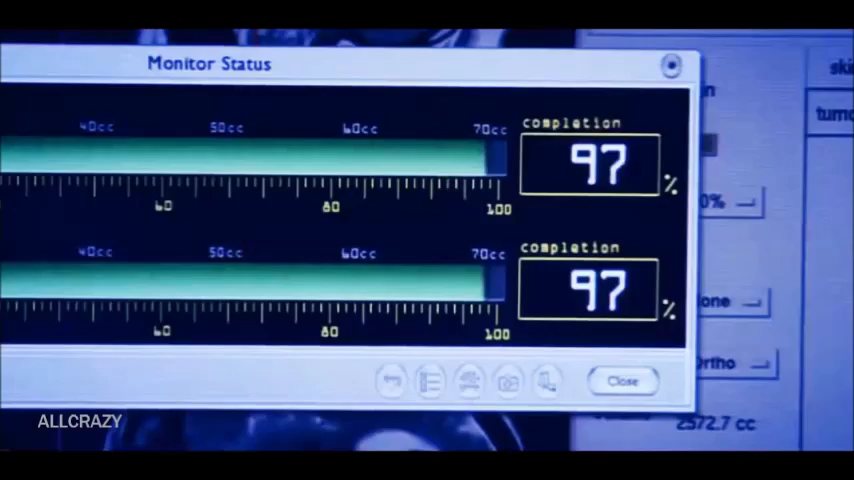 Monitor Status
40cc 50cc 60cc 70cc
completion
97 %
60 80 100
40cc 50cc 60cc 70cc
completion
97 %
60 80 100
Close
0%
2572.7 cc
ALLCRAZY